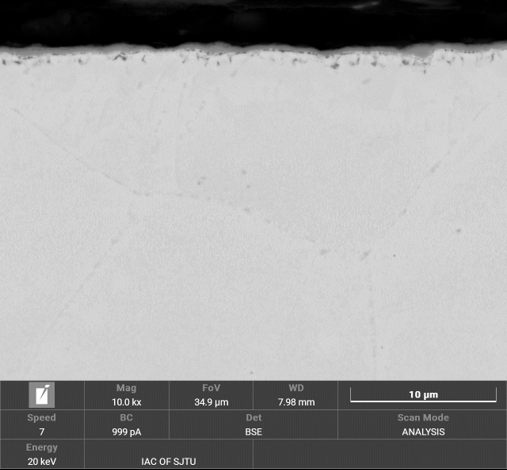 Mag FoV WD 10 μm
10.0 kx 34.9 μm 7.98 mm
Speed BC Det Scan Mode
7 999 pA BSE ANALYSIS
Energy
20 keV IAC OF SJTU